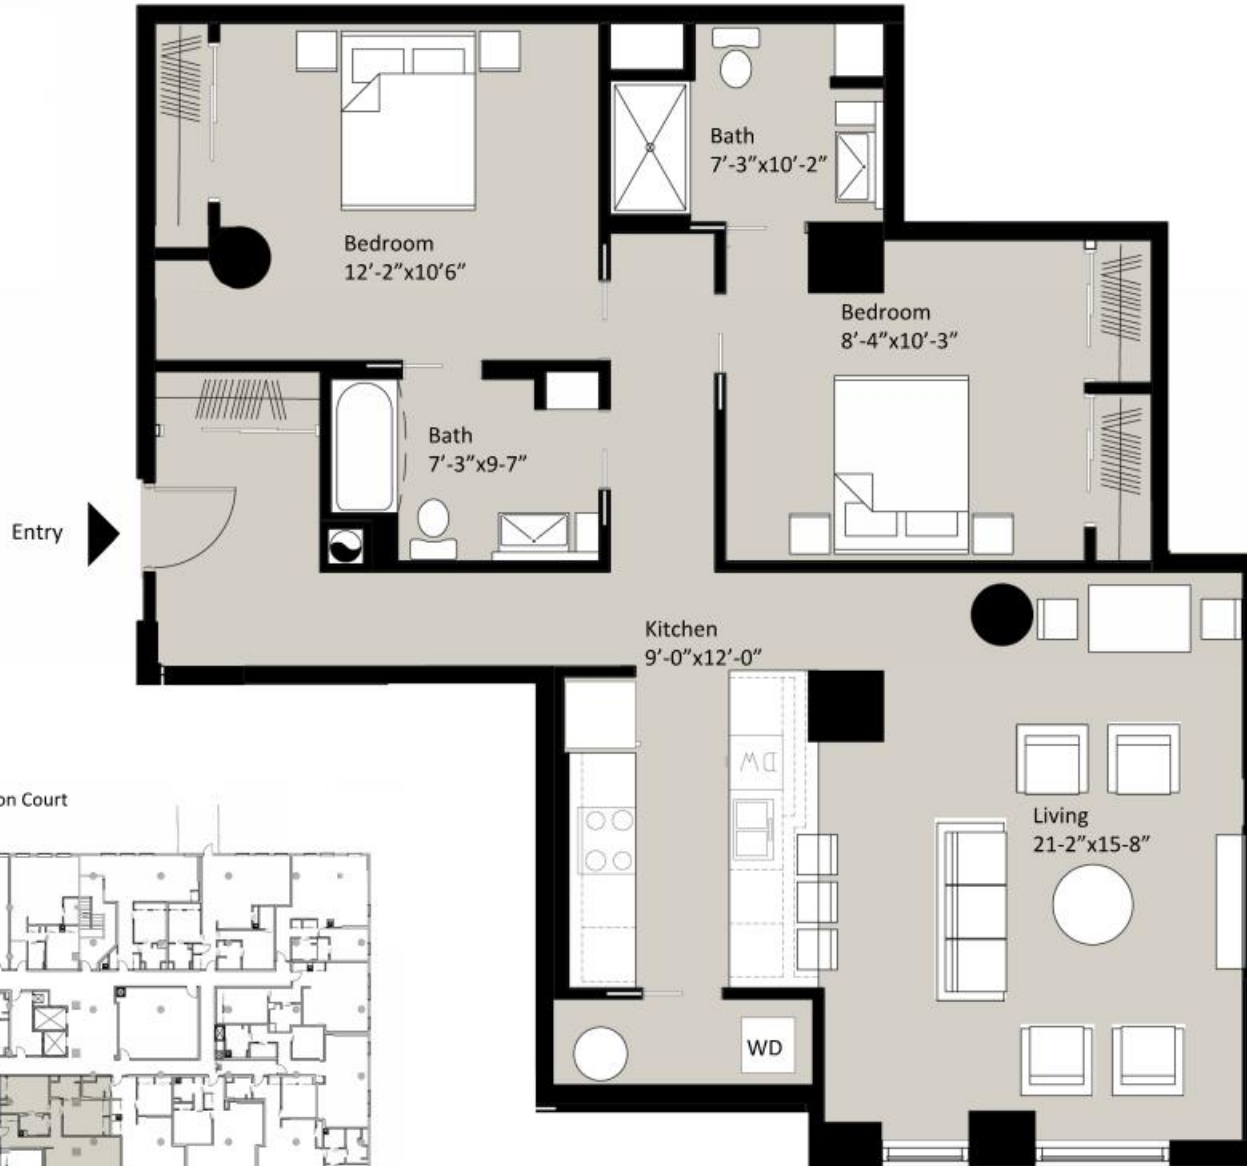 Bath
7'-3"x10'-2"
Bedroom
12'-2"x10'6"
Bedroom
8'-4"x10'-3"
Bath
7'-3"x9-7"
Entry
Kitchen
9'-0"x12'-0"
DW
on Court
Living
21-2"x15-8"
WD